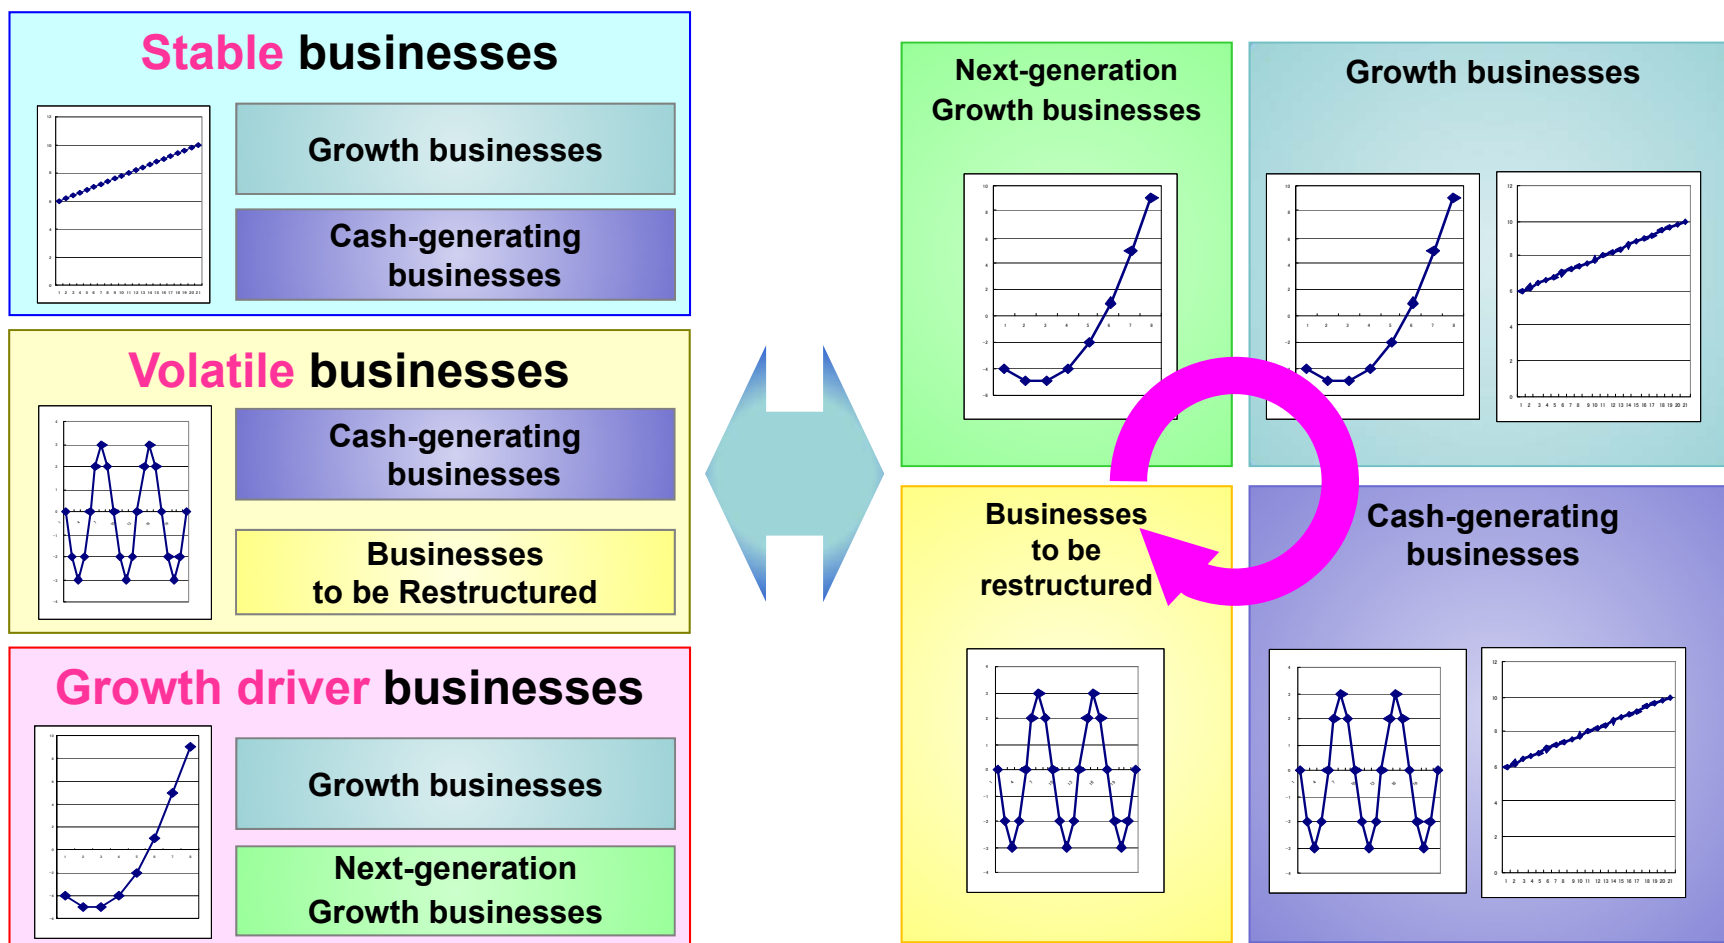 Stable businesses
Growth businesses
Cash-generating
businesses
Volatile businesses
Cash-generating
businesses
Businesses
to be Restructured
Growth driver businesses
Growth businesses
Next-generation
Growth businesses
Next-generation
Growth businesses
Growth businesses
Businesses
to be
restructured
Cash-generating
businesses